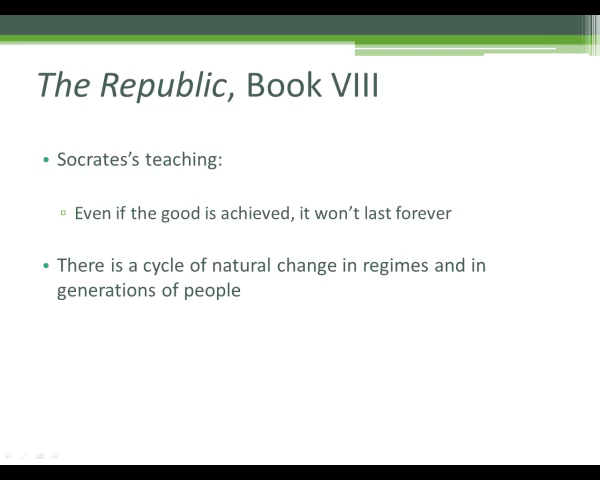 The Republic, Book VIII
• Socrates’s teaching:
▫ Even if the good is achieved, it won’t last forever
• There is a cycle of natural change in regimes and in
generations of people